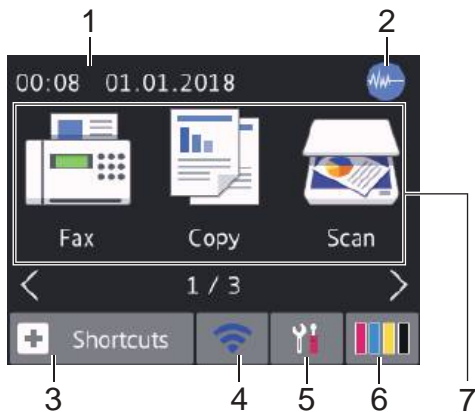 1 2
00:08 01.01.2018
Fax Copy Scan
< 1 / 3 >
+ Shortcuts
3 4 5 6 7